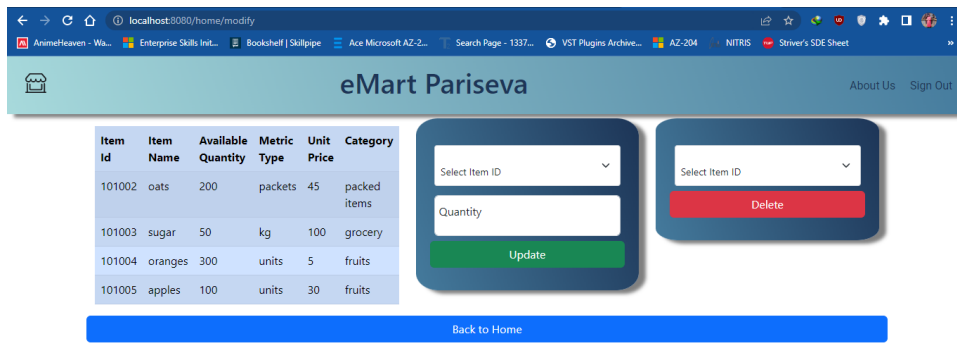 localhost:8080/home/modify
AnimeHeaven - Wa... Enterprise Skills Init... Bookshelf | Skillpipe Ace Microsoft AZ-2... Search Page - 1337... VST Plugins Archive... AZ-204 NITRIS Striver's SDE Sheet »
eMart Pariseva About Us Sign Out
Item Id Item Name Available Quantity Metric Type Unit Price Category
101002 oats 200 packets 45 packed items
101003 sugar 50 kg 100 grocery
101004 oranges 300 units 5 fruits
101005 apples 100 units 30 fruits
Select Item ID
Quantity
Update
Select Item ID
Delete
Back to Home